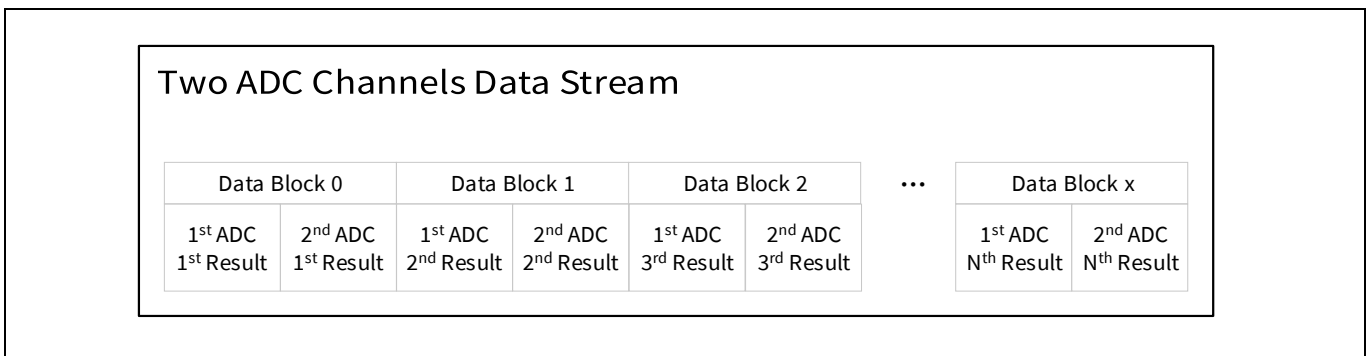 Two ADC Channels Data Stream
Data Block 0 Data Block 1 Data Block 2 ... Data Block x
1st ADC 2nd ADC 1st ADC 2nd ADC 1st ADC 2nd ADC 1st ADC 2nd ADC
1st Result 1st Result 2nd Result 2nd Result 3rd Result 3rd Result Nth Result Nth Result